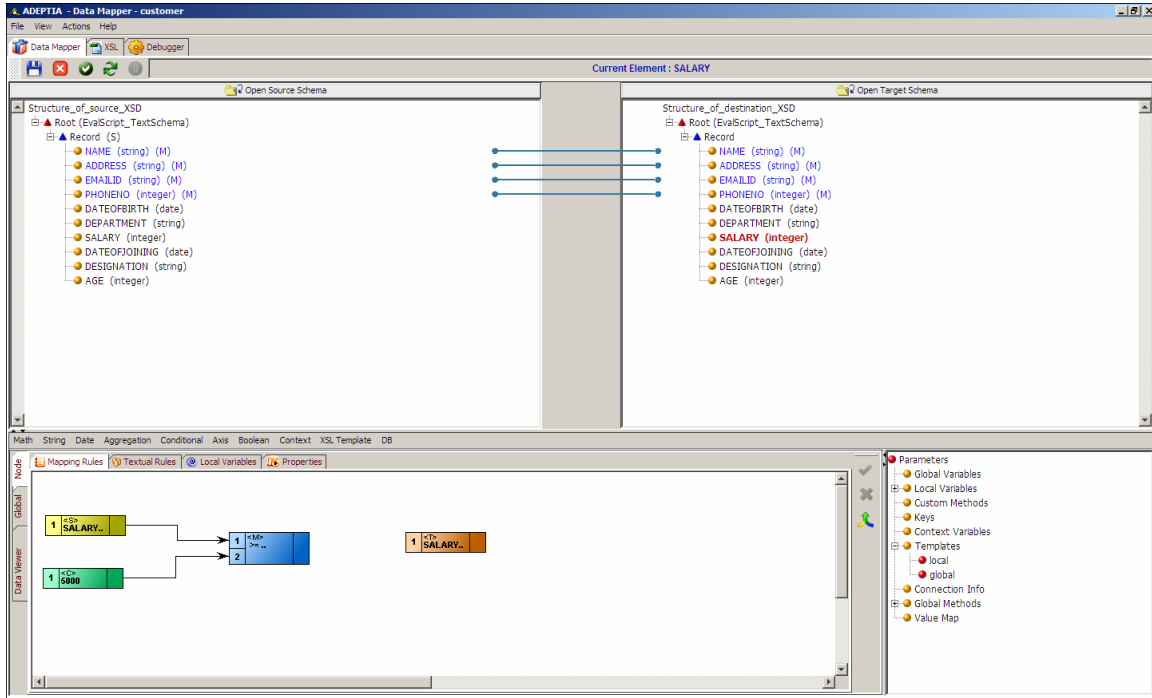 ADEPTIA - Data Mapper - customer
File View Actions Help
Data Mapper XSL Debugger
Current Element : SALARY
Open Source Schema
Open Target Schema
Structure_of_source_XSD
Root (EvalScript_TextSchema)
Record (S)
NAME (string) (M)
ADDRESS (string) (M)
EMAILID (string) (M)
PHONENO (integer) (M)
DATEOFBIRTH (date)
DEPARTMENT (string)
SALARY (integer)
DATEOFJOINING (date)
DESIGNATION (string)
AGE (integer)
Structure_of_destination_XSD
Root (EvalScript_TextSchema)
Record
NAME (string) (M)
ADDRESS (string) (M)
EMAILID (string) (M)
PHONENO (integer) (M)
DATEOFBIRTH (date)
DEPARTMENT (string)
SALARY (integer)
DATEOFJOINING (date)
DESIGNATION (string)
AGE (integer)
Math String Date Aggregation Conditional Axis Boolean Context XSL Template DB
Node
Global
Data Viewer
Mapping Rules Textual Rules Local Variables Properties
1 <S>
SALARY..
1 <C>
5000
1 <M>
>= ..
2
1 <T>
SALARY..
Parameters
Global Variables
Local Variables
Custom Methods
Keys
Context Variables
Templates
local
global
Connection Info
Global Methods
Value Map